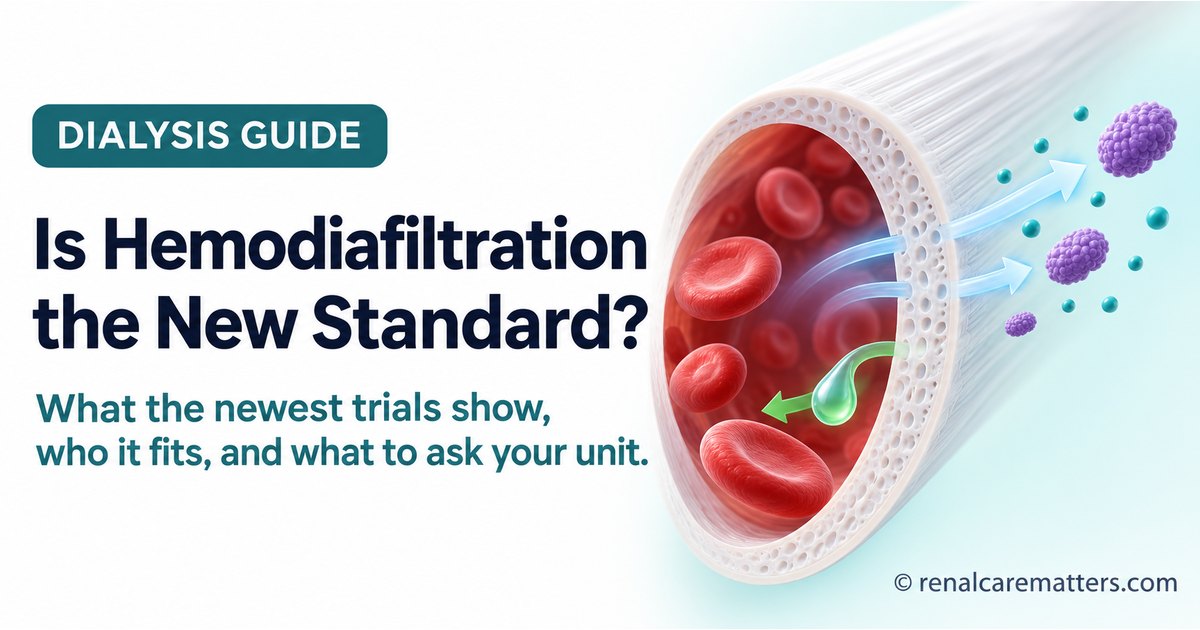 DIALYSIS GUIDE
Is Hemodiafiltration
the New Standard?
What the newest trials show,
who it fits, and what to ask your unit.
© renalcarematters.com